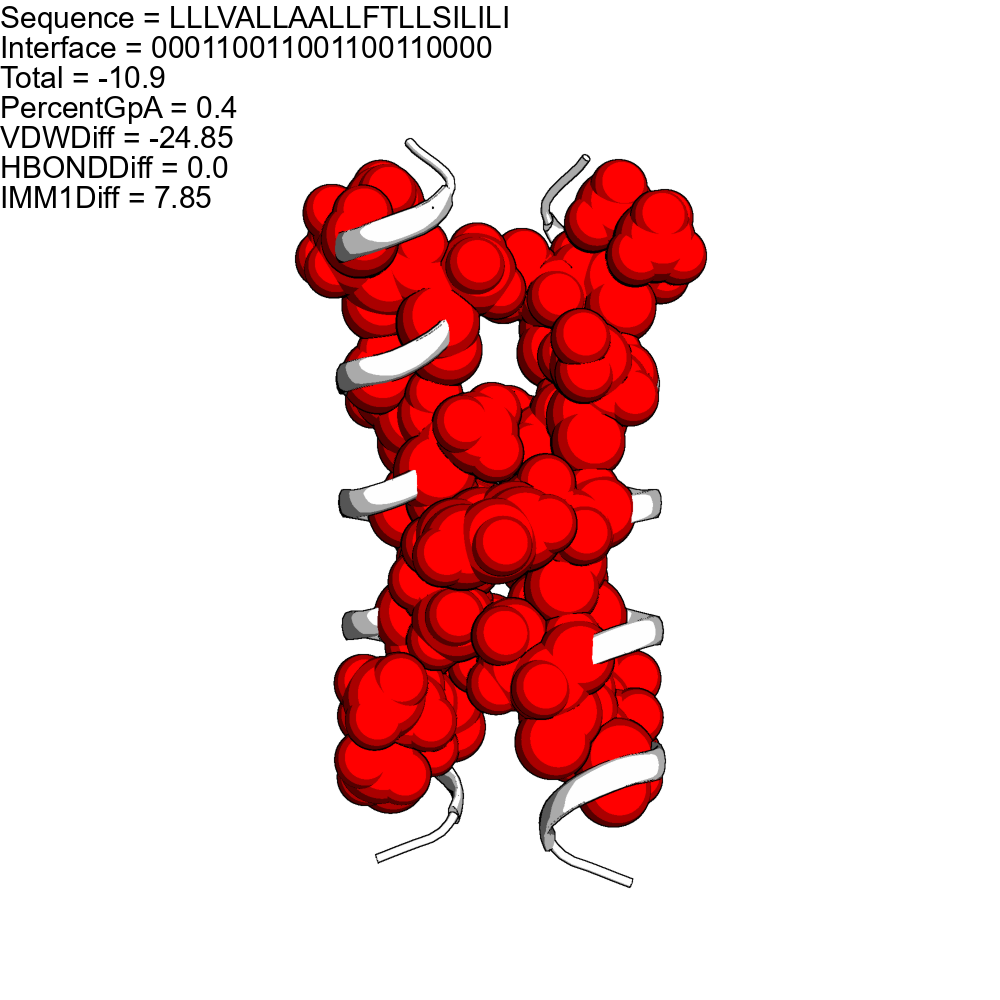 Sequence = LLLVALLAALLFTLLSILILI
Interface = 000110011001100110000
Total = -10.9
PercentGpA = 0.4
VDWDiff = -24.85
HBONDDiff = 0.0
IMM1Diff = 7.85